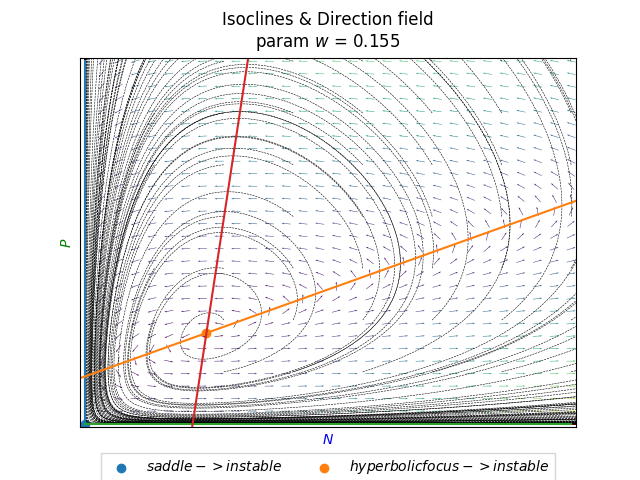 Isoclines & Direction field
param w = 0.155
P
N
saddle -> instable
hyperbolicfocus -> instable